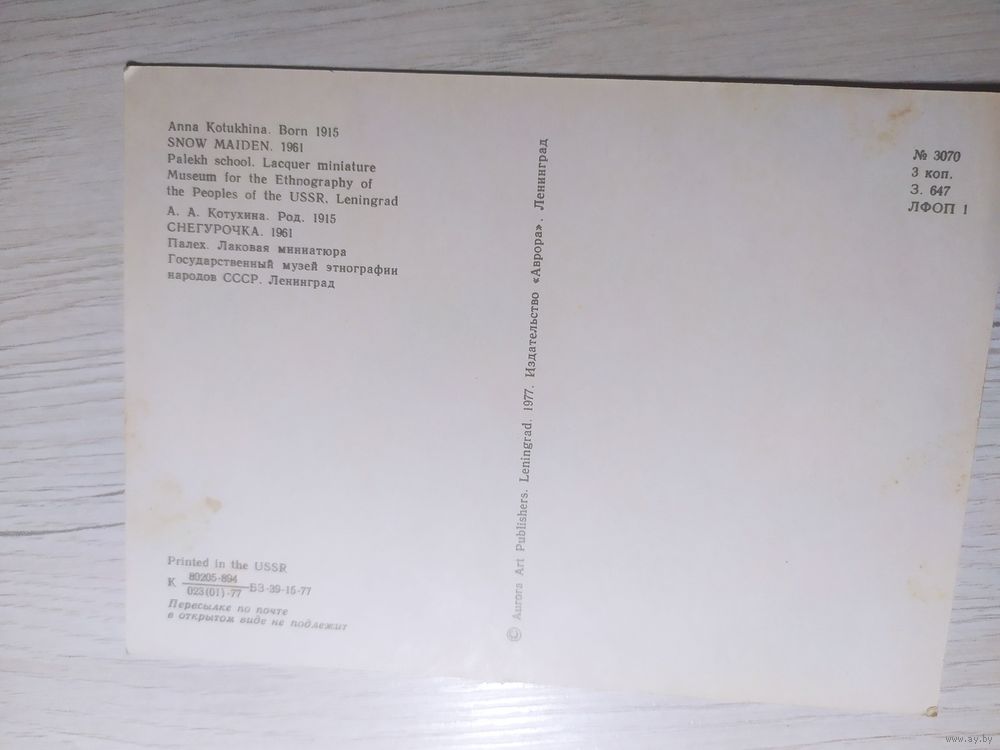 Anna Kotukhina. Born 1915
SNOW MAIDEN. 1961
Palekh school. Lacquer miniature
Museum for the Ethnography of
the Peoples of the USSR, Leningrad
А. А. Котухина. Род. 1915
СНЕГУРОЧКА. 1961
Палех. Лаковая миниатюра
Государственный музей этнографии
народов СССР. Ленинград
Printed in the USSR
К 80205-894
023(01)-77
БЗ-39-15-77
Пересылке по почте
в открытом виде не подлежит
© Aurora Art Publishers. Leningrad. 1977. Издательство «Аврора». Ленинград
№ 3070
3 коп.
З. 647
ЛФОП 1
www.ay.by